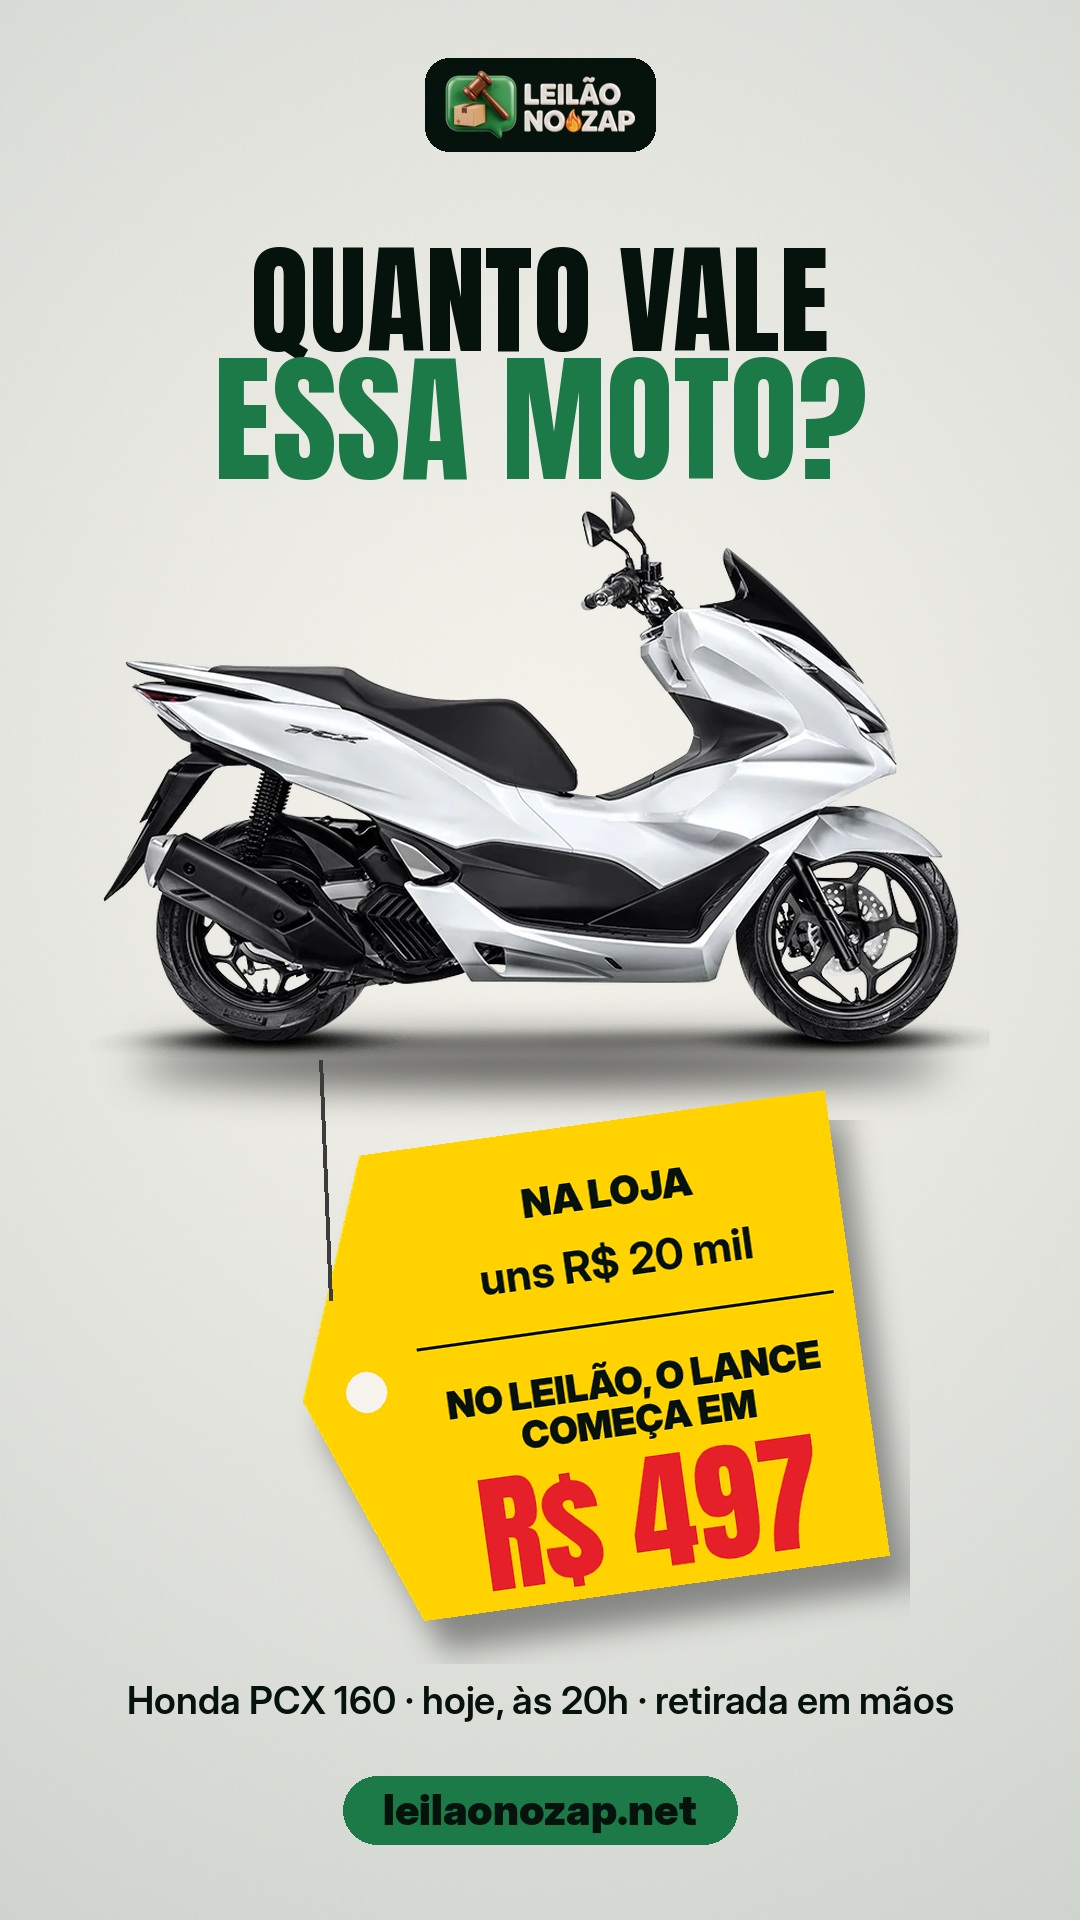 LEILÃO
NO ZAP
QUANTO VALE
ESSA MOTO?
PCX
NA LOJA
uns R$ 20 mil
NO LEILÃO, O LANCE
COMEÇA EM
R$ 497
Honda PCX 160 · hoje, às 20h · retirada em mãos
leilaonozap.net